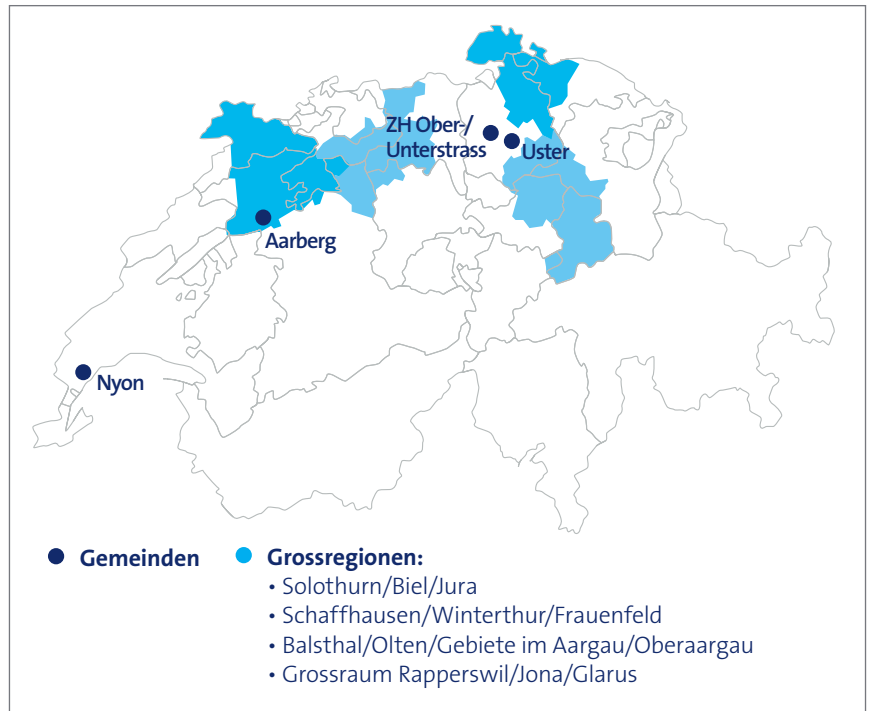 ZH Ober-/
Unterstrass
Uster
Aarberg
Nyon
Gemeinden
Grossregionen:
• Solothurn/Biel/Jura
• Schaffhausen/Winterthur/Frauenfeld
• Balsthal/Olten/Gebiete im Aargau/Oberaargau
• Grossraum Rapperswil/Jona/Glarus